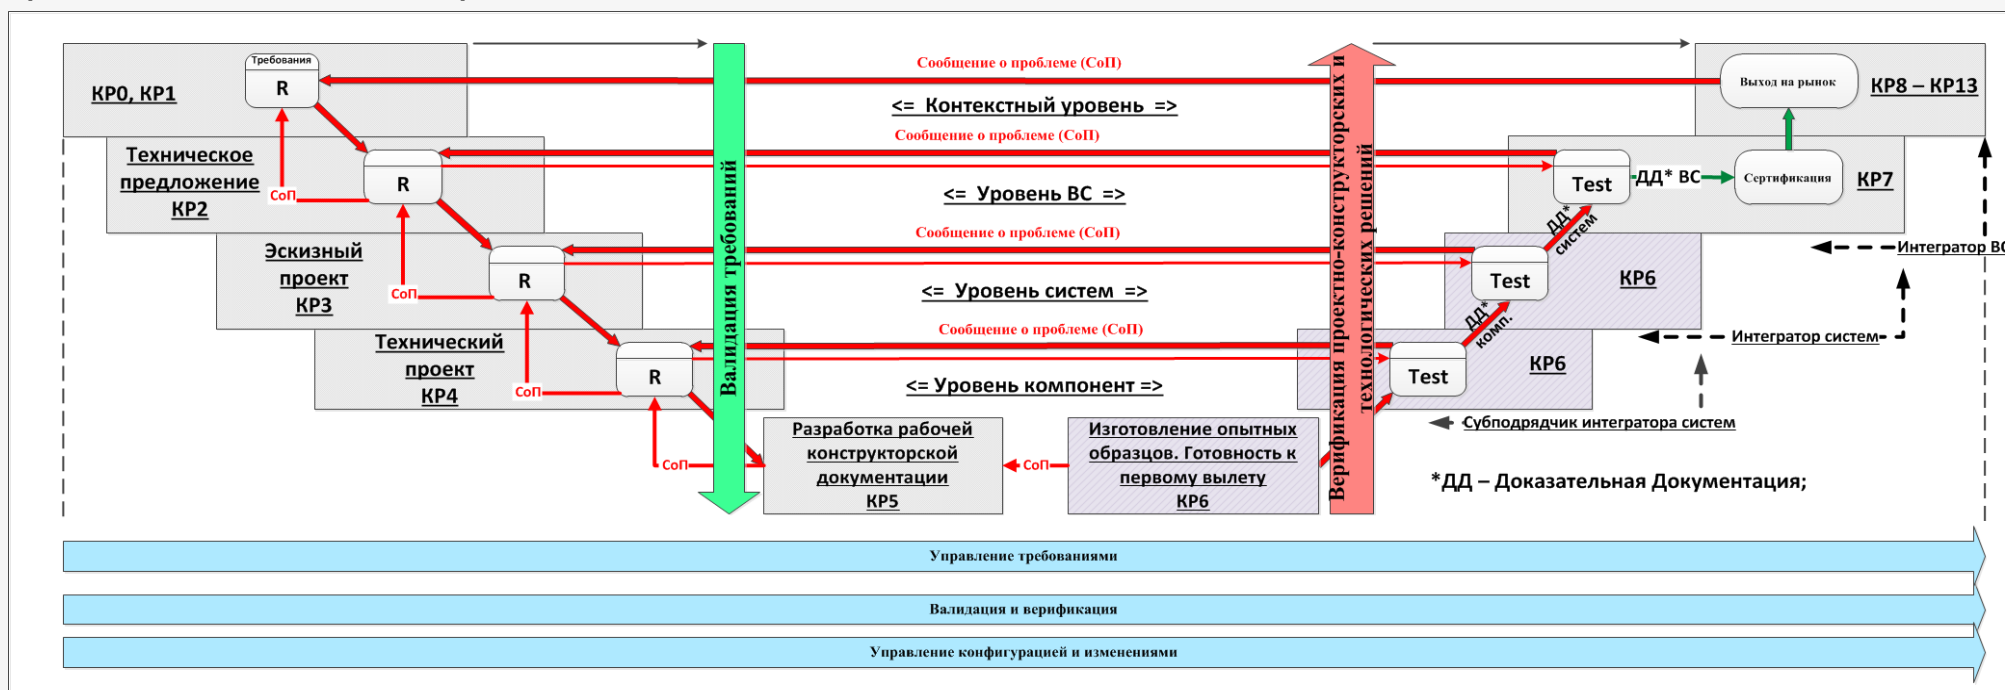 Требования
R
КР0, КР1
Сообщение о проблеме (СоП)
<= Контекстный уровень =>
Выход на рынок
КР8 – КР13
Техническое
предложение
КР2
R
СоП
Сообщение о проблеме (СоП)
<= Уровень ВС =>
Test
ДД* ВС
Сертификация
КР7
Эскизный
проект
КР3
R
СоП
Сообщение о проблеме (СоП)
<= Уровень систем =>
Test
ДД*
систем
КР6
Интегратор ВС
Технический
проект
КР4
R
СоП
Сообщение о проблеме (СоП)
<= Уровень компонент =>
Test
ДД*
комп.
КР6
Интегратор систем
Субподрядчик интегратора систем
Валидация требований
Верификация проектно-конструкторских и
технологических решений
СоП
Разработка рабочей
конструкторской
документации
КР5
СоП
Изготовление опытных
образцов. Готовность к
первому вылету
КР6
*ДД – Доказательная Документация;
Управление требованиями
Валидация и верификация
Управление конфигурацией и изменениями